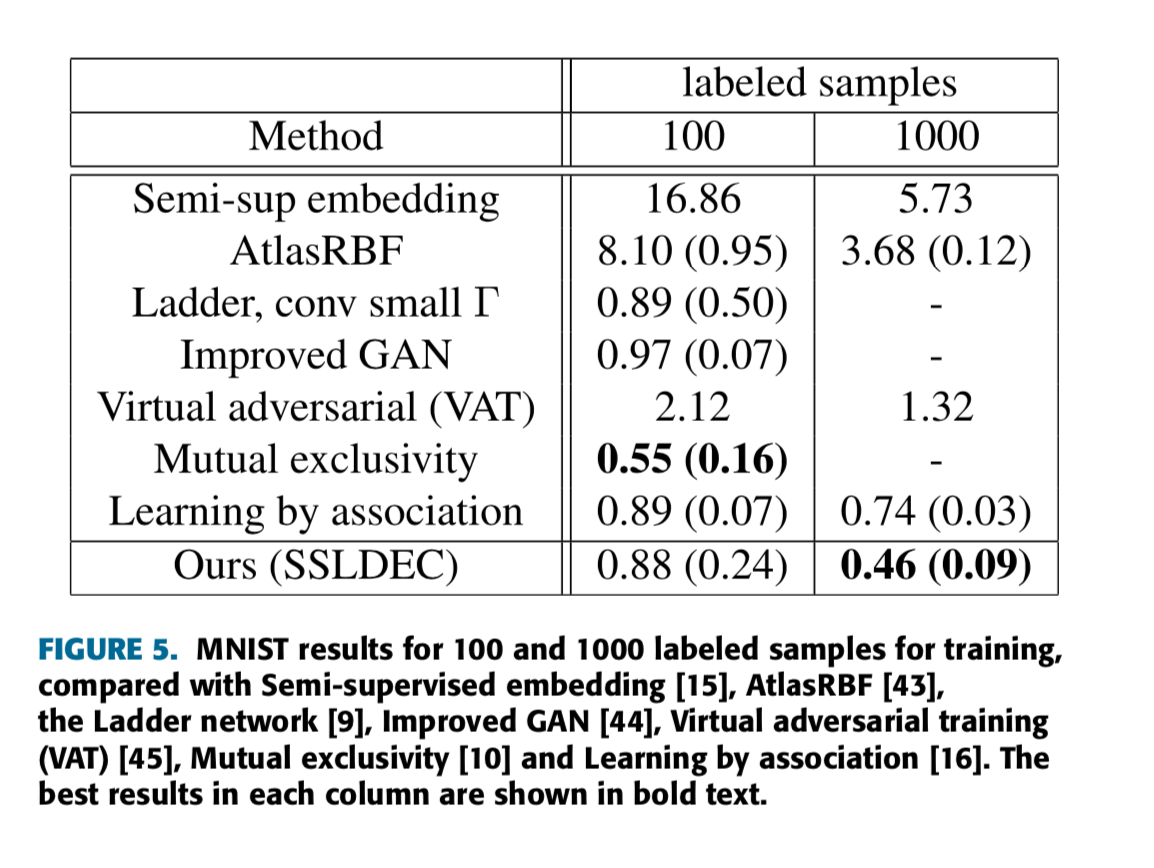 labeled samples
Method 100 1000
Semi-sup embedding 16.86 5.73
AtlasRBF 8.10 (0.95) 3.68 (0.12)
Ladder, conv small Γ 0.89 (0.50) -
Improved GAN 0.97 (0.07) -
Virtual adversarial (VAT) 2.12 1.32
Mutual exclusivity 0.55 (0.16) -
Learning by association 0.89 (0.07) 0.74 (0.03)
Ours (SSLDEC) 0.88 (0.24) 0.46 (0.09)
FIGURE 5. MNIST results for 100 and 1000 labeled samples for training,
compared with Semi-supervised embedding [15], AtlasRBF [43],
the Ladder network [9], Improved GAN [44], Virtual adversarial training
(VAT) [45], Mutual exclusivity [10] and Learning by association [16]. The
best results in each column are shown in bold text.